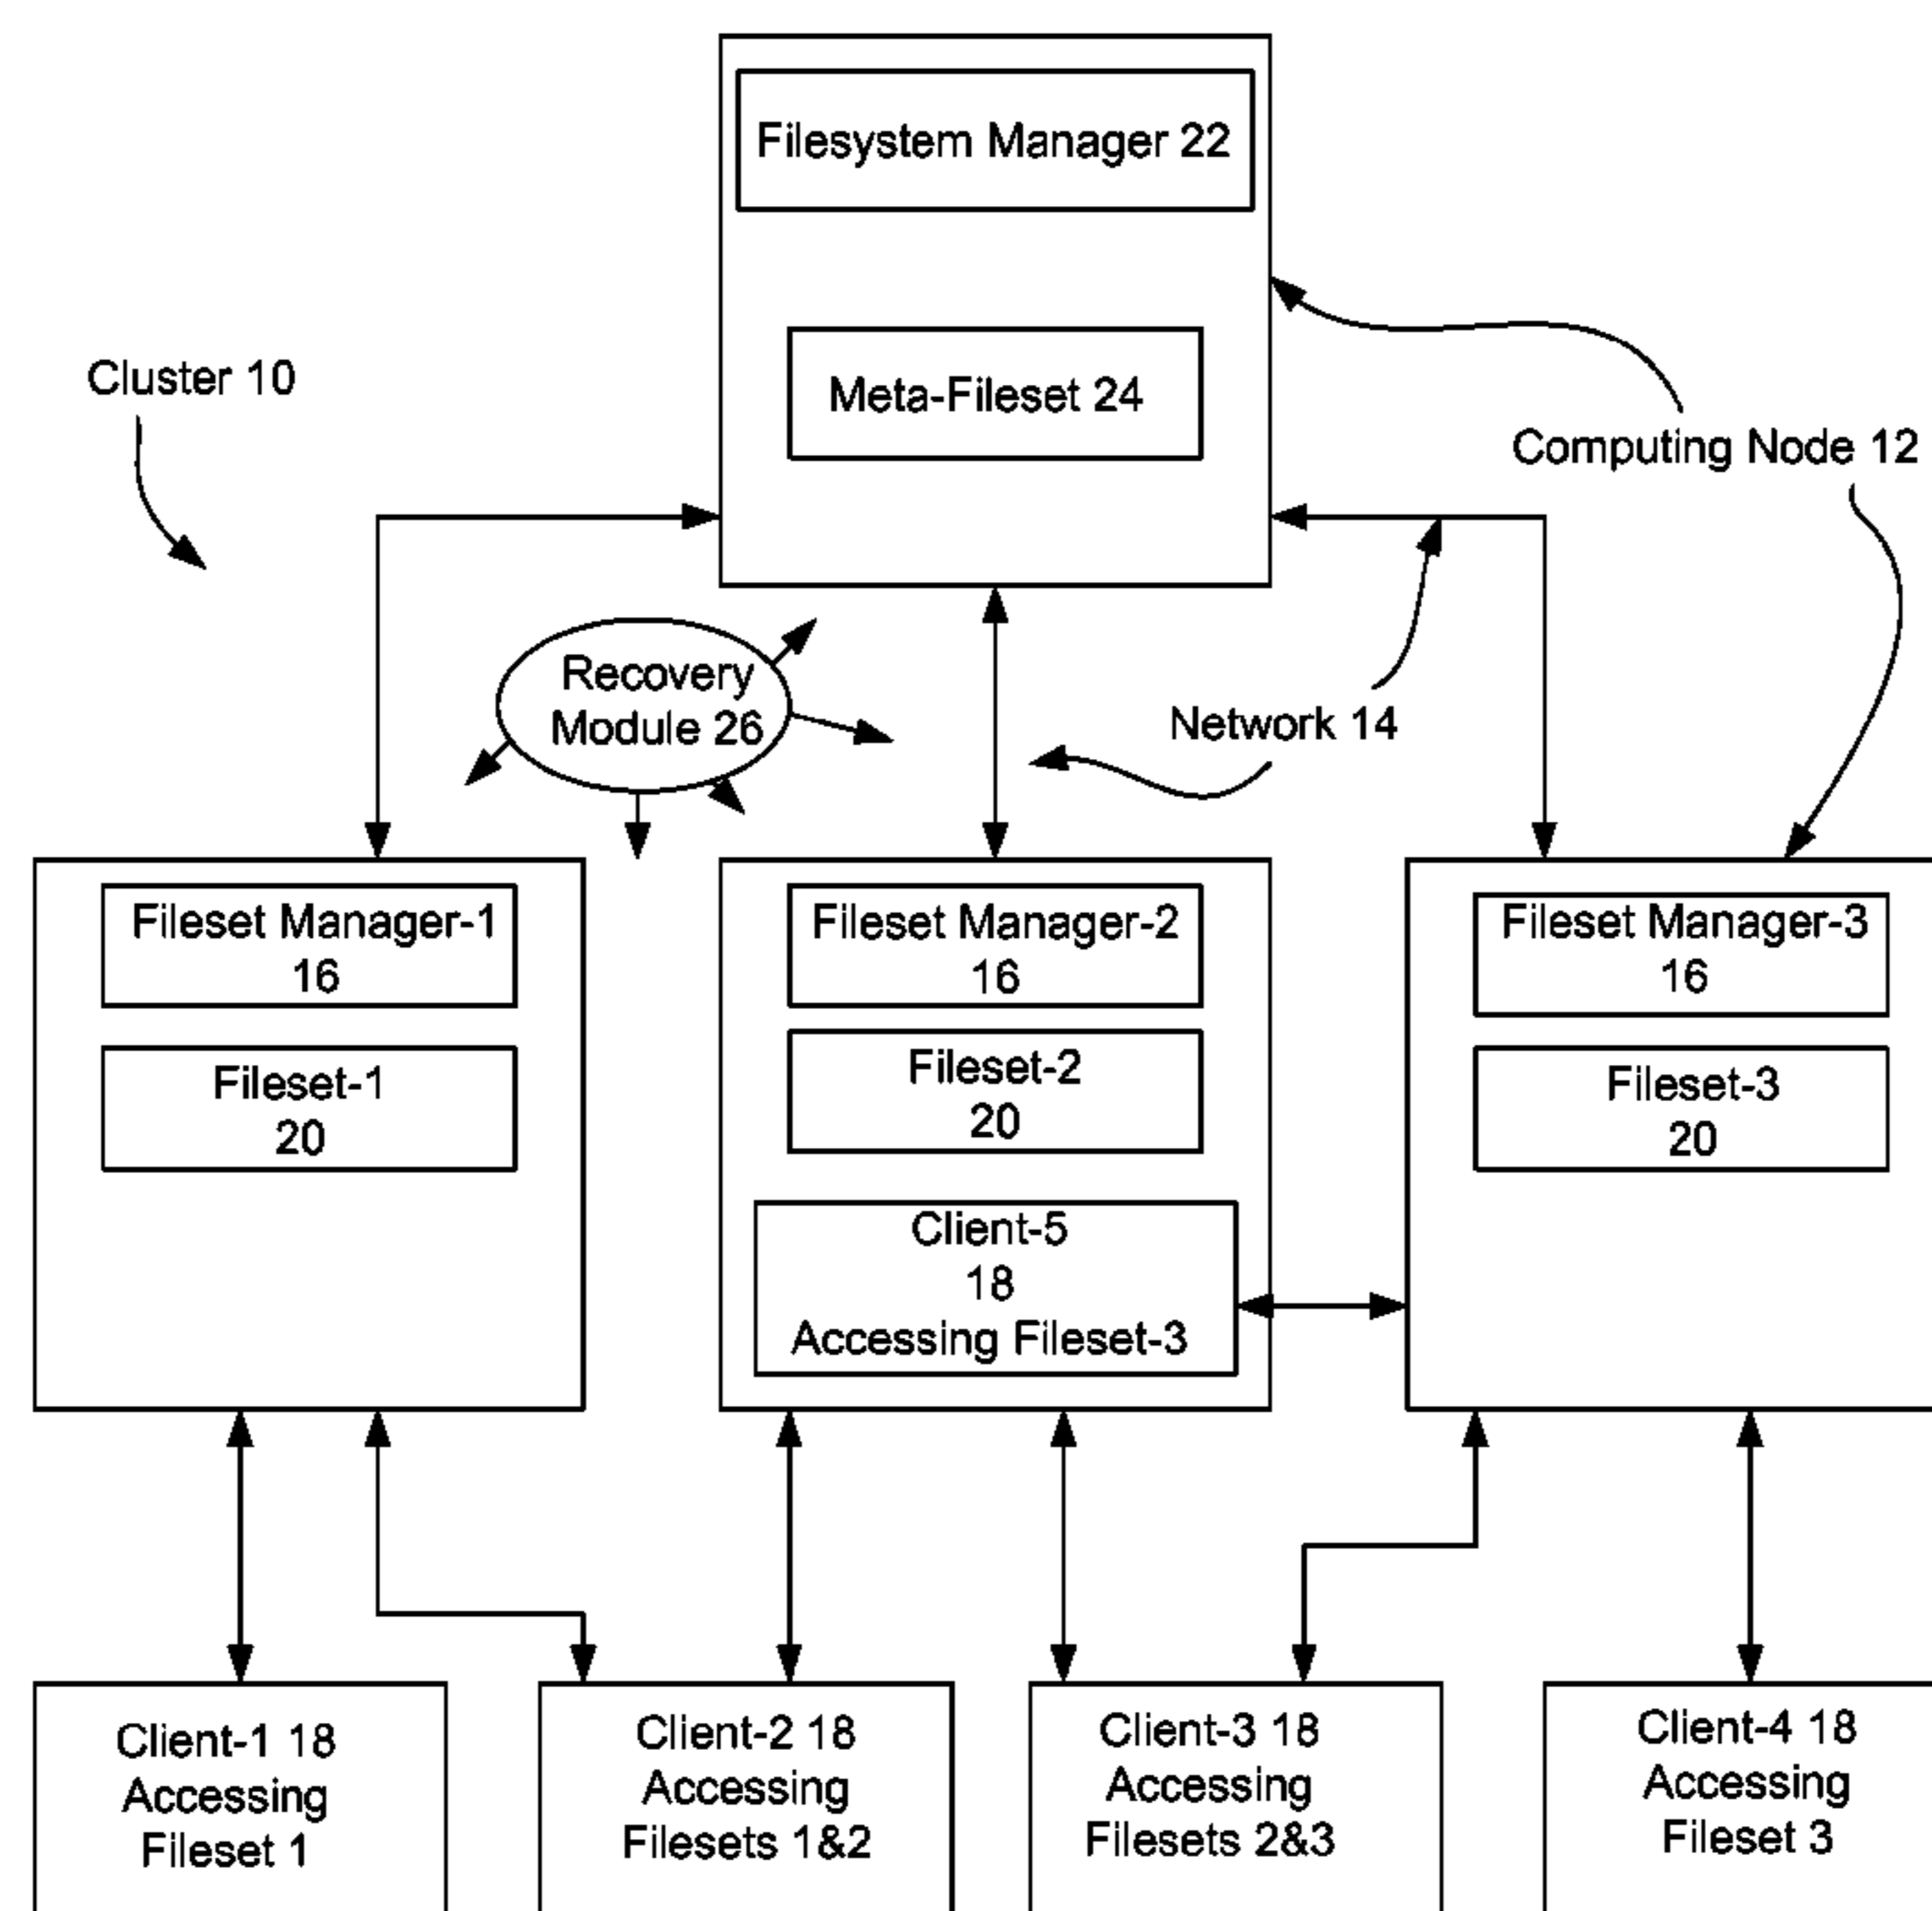 Filesystem Manager 22
Meta-Fileset 24
Cluster 10
Computing Node 12
Recovery
Module 26
Network 14
Fileset Manager-1
16
Fileset-1
20
Fileset Manager-2
16
Fileset-2
20
Client-5
18
Accessing Fileset-3
Fileset Manager-3
16
Fileset-3
20
Client-1 18
Accessing
Fileset 1
Client-2 18
Accessing
Filesets 1&2
Client-3 18
Accessing
Filesets 2&3
Client-4 18
Accessing
Fileset 3